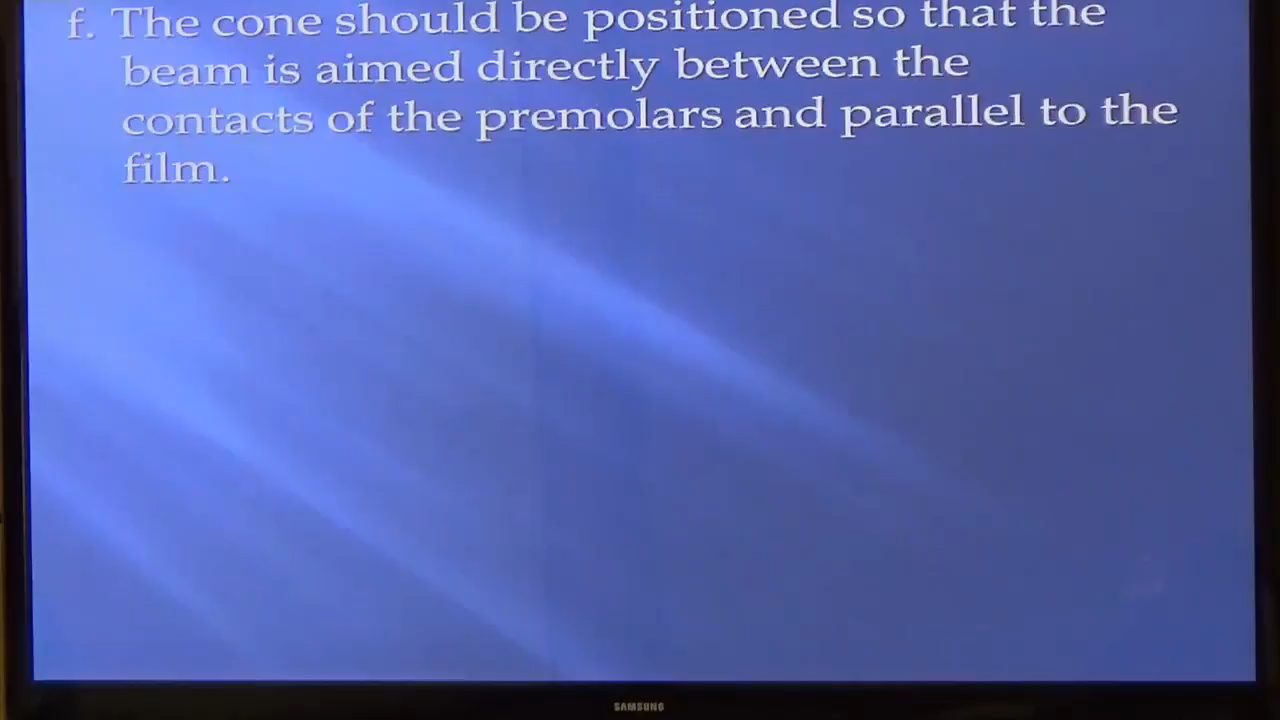 f. The cone should be positioned so that the
beam is aimed directly between the
contacts of the premolars and parallel to the
film.
SAMSUNG